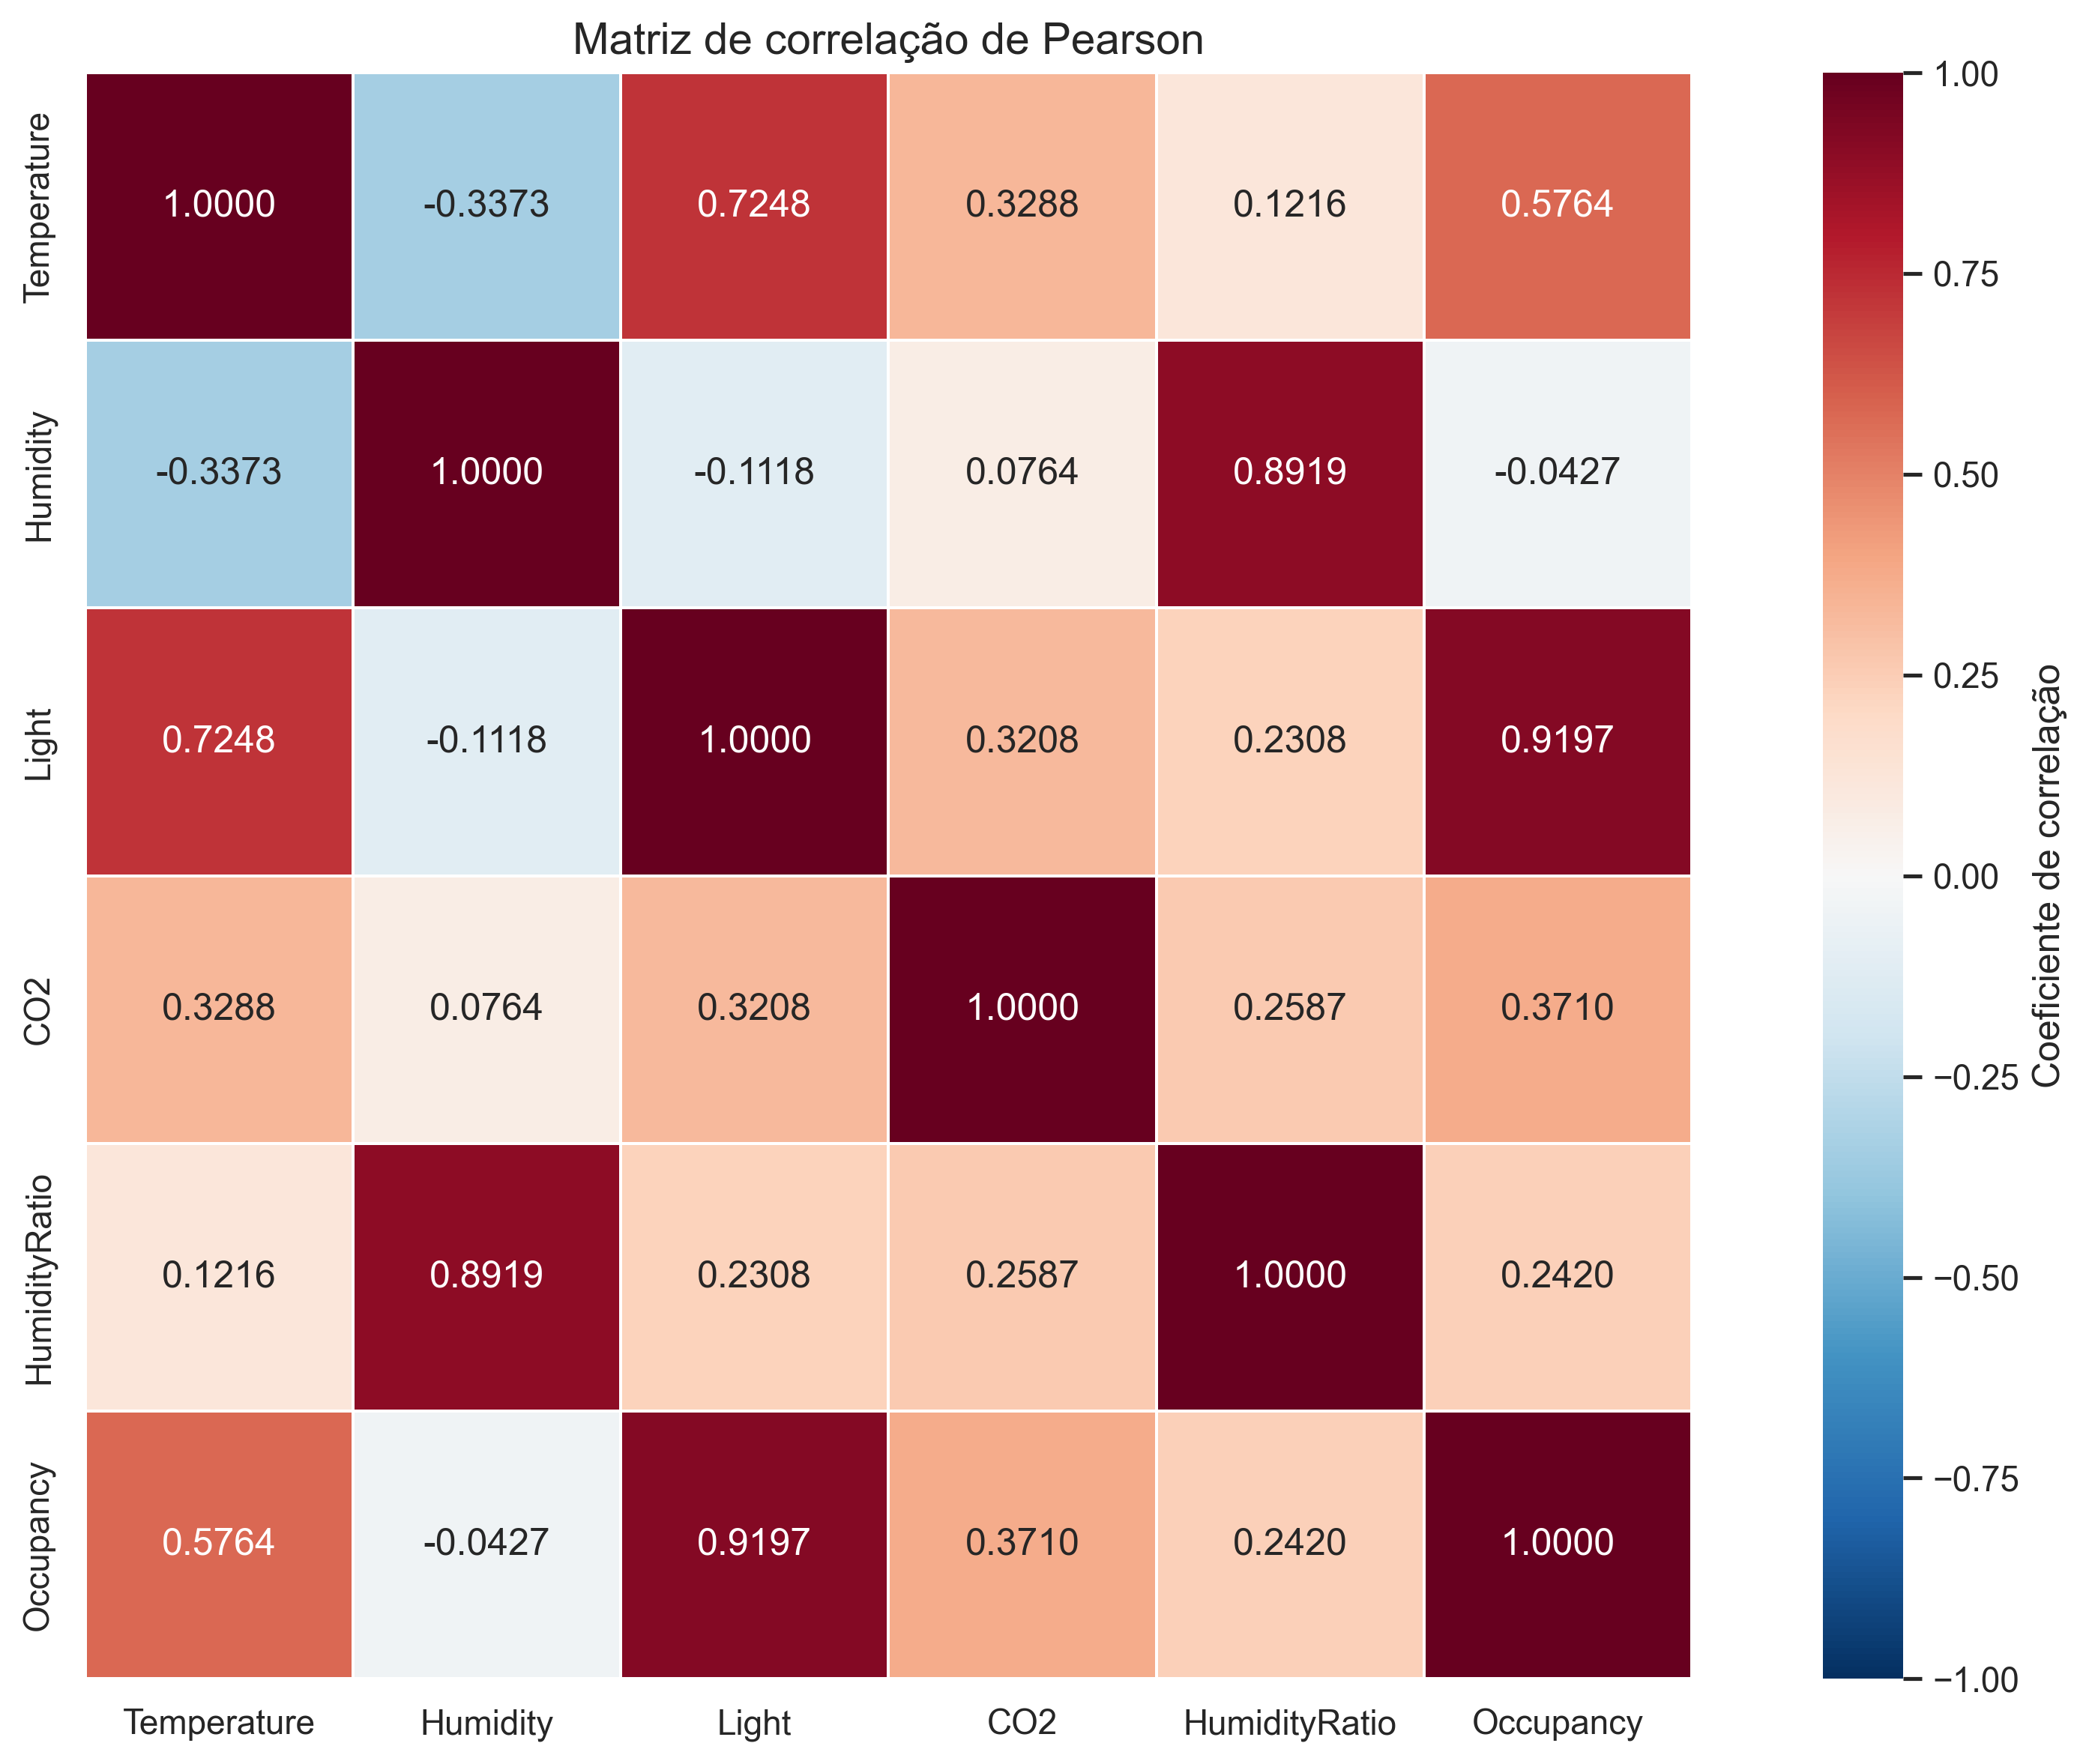 Matriz de correlação de Pearson
Temperature
1.0000 -0.3373 0.7248 0.3288 0.1216 0.5764
Humidity
-0.3373 1.0000 -0.1118 0.0764 0.8919 -0.0427
Light
0.7248 -0.1118 1.0000 0.3208 0.2308 0.9197
CO2
0.3288 0.0764 0.3208 1.0000 0.2587 0.3710
HumidityRatio
0.1216 0.8919 0.2308 0.2587 1.0000 0.2420
Occupancy
0.5764 -0.0427 0.9197 0.3710 0.2420 1.0000
Temperature Humidity Light CO2 HumidityRatio Occupancy
1.00
0.75
0.50
0.25
0.00
−0.25
−0.50
−0.75
−1.00
Coeficiente de correlação